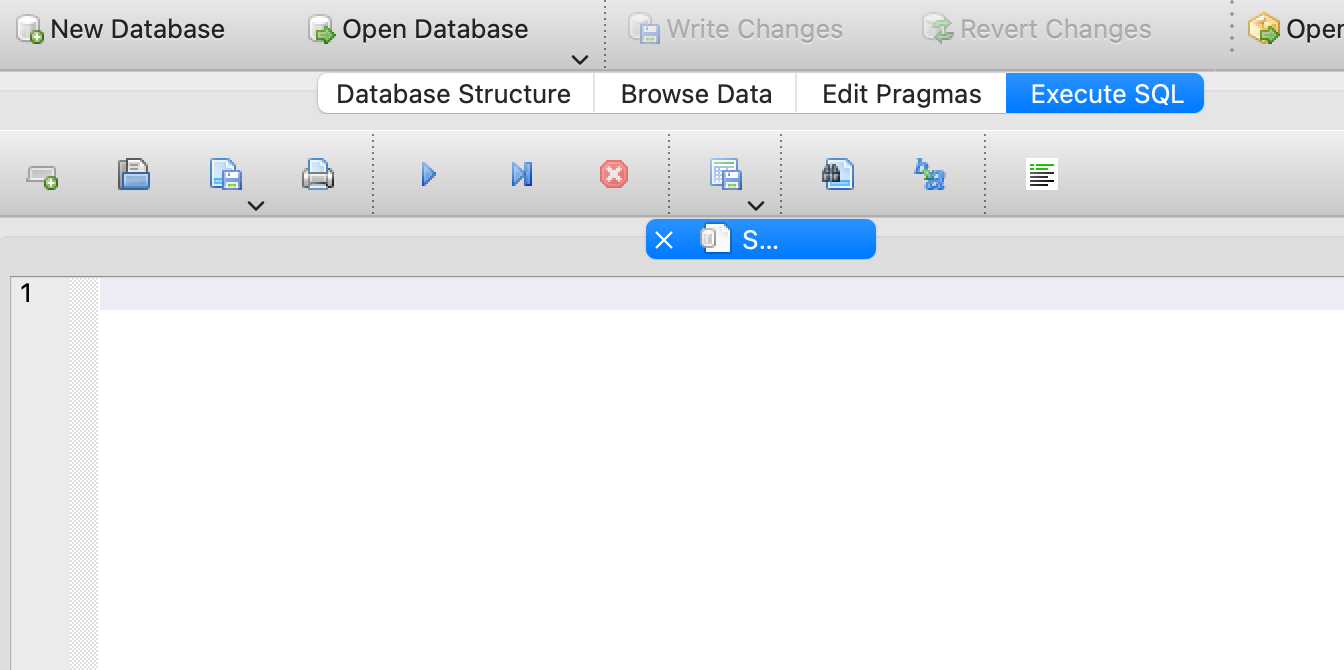 New Database Open Database Write Changes Revert Changes Oper
Database Structure Browse Data Edit Pragmas Execute SQL
S...
1